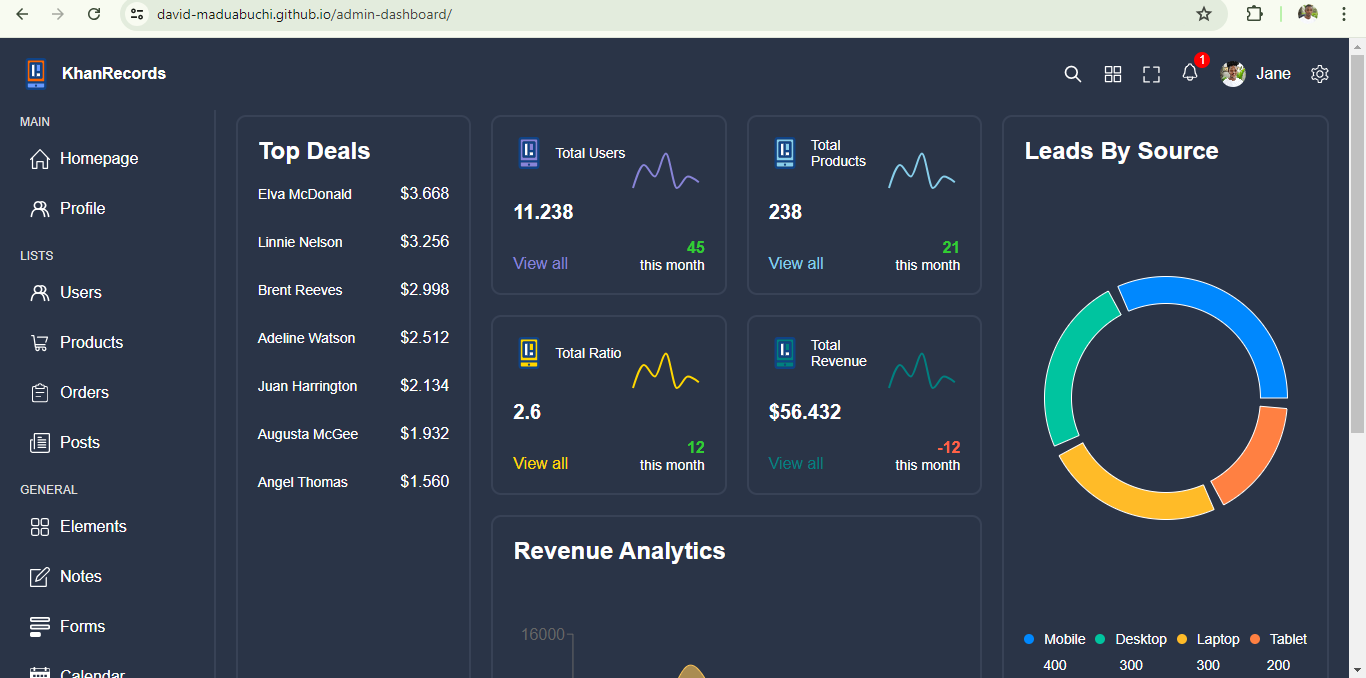 david-maduabuchi.github.io/admin-dashboard/
KhanRecords
1
Jane
MAIN
Homepage
Profile
LISTS
Users
Products
Orders
Posts
GENERAL
Elements
Notes
Forms
Calendar
Top Deals
Elva McDonald $3.668
Linnie Nelson $3.256
Brent Reeves $2.998
Adeline Watson $2.512
Juan Harrington $2.134
Augusta McGee $1.932
Angel Thomas $1.560
Total Users
11.238
45
View all
this month
Total
Products
238
21
View all
this month
Total Ratio
2.6
12
View all
this month
Total
Revenue
$56.432
-12
View all
this month
Revenue Analytics
16000
Leads By Source
Mobile Desktop Laptop Tablet
400 300 300 200